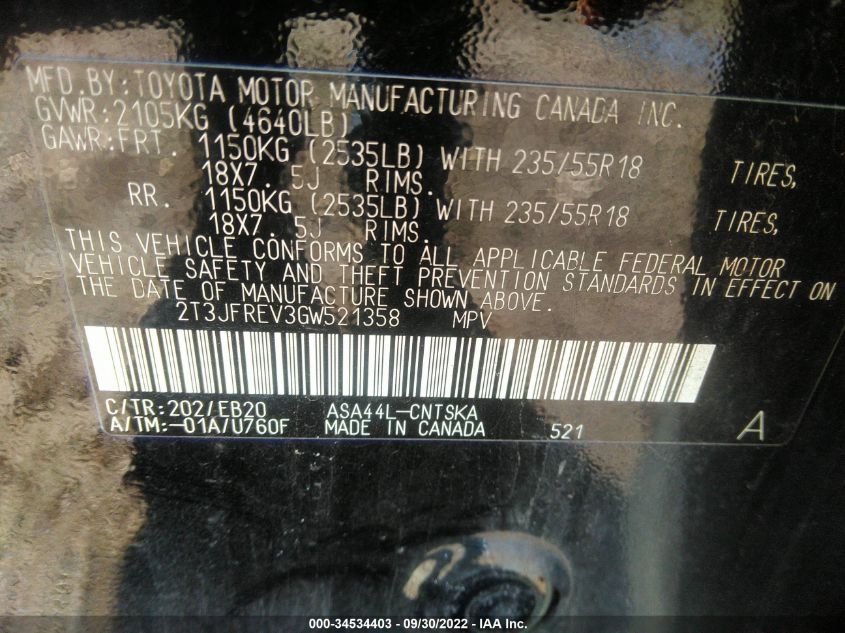 MFD.BY:TOYOTA MOTOR MANUFACTURING CANADA INC.
GVWR:2105KG (4640LB)
GAWR:FRT. 1150KG (2535LB) WITH 235/55R18 TIRES,
18X7. 5J RIMS.
RR. 1150KG (2535LB) WITH 235/55R18 TIRES,
18X7. 5J RIMS.
THIS VEHICLE CONFORMS TO ALL APPLICABLE FEDERAL MOTOR
VEHICLE SAFETY AND THEFT PREVENTION STANDARDS IN EFFECT ON
THE DATE OF MANUFACTURE SHOWN ABOVE.
2T3JFREV3GW521358 MPV
C/TR:202/EB20 ASA44L-CNTSKA
A/TM:-01A/U760F MADE IN CANADA 521 A
000-34534403 - 09/30/2022 - IAA Inc.